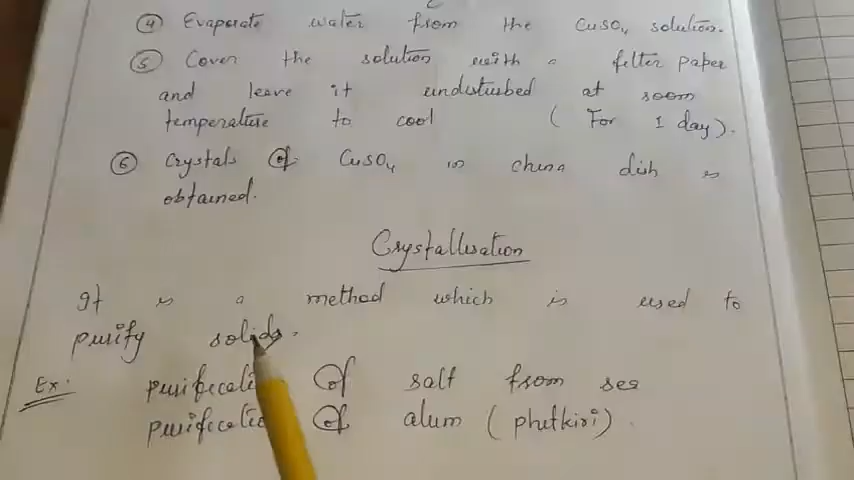 ④ Evaporate water from the CuSO₄ solution.
⑤ Cover the solution with a filter paper
and leave it undisturbed at room
temperature to cool (For 1 day).
⑥ Crystals of CuSO₄ in china dish is
obtained.
Crystallisation
It is a method which is used to
purify solids.
Ex: purificati of salt from sea
purificatio of alum (phitkiri).